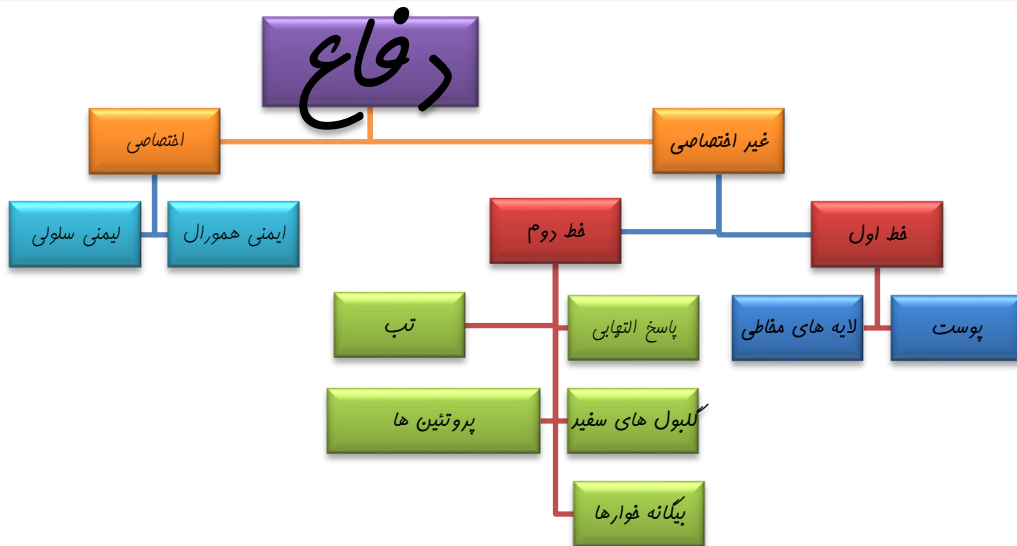 دفاع
غیر اختصاصی
اختصاصی
خط اول
خط دوم
ایمنی همورال
لیمنی سلولی
پوست
لایه های مخاطی
پاسخ التهابی
تب
گلبول های سفید
پروتئین ها
بیگانه خوارها